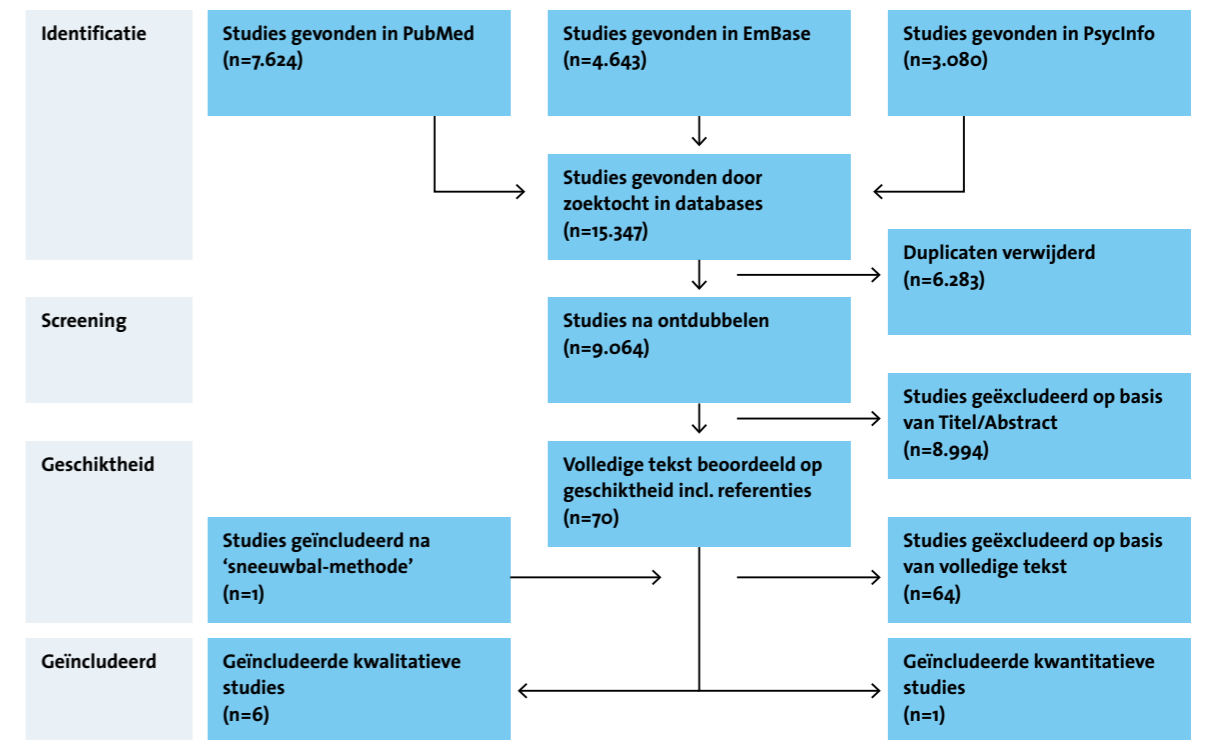 Identificatie
Studies gevonden in PubMed
(n=7.624)
Studies gevonden in EmBase
(n=4.643)
Studies gevonden in PsycInfo
(n=3.080)
Studies gevonden door
zoektocht in databases
(n=15.347)
Duplicaten verwijderd
(n=6.283)
Screening
Studies na ontdubbelen
(n=9.064)
Studies geëxcludeerd op basis
van Titel/Abstract
(n=8.994)
Geschiktheid
Volledige tekst beoordeeld op
geschiktheid incl. referenties
(n=70)
Studies geïncludeerd na
‘sneeuwbal-methode’
(n=1)
Studies geëxcludeerd op basis
van volledige tekst
(n=64)
Geïncludeerd
Geïncludeerde kwalitatieve
studies
(n=6)
Geïncludeerde kwantitatieve
studies
(n=1)